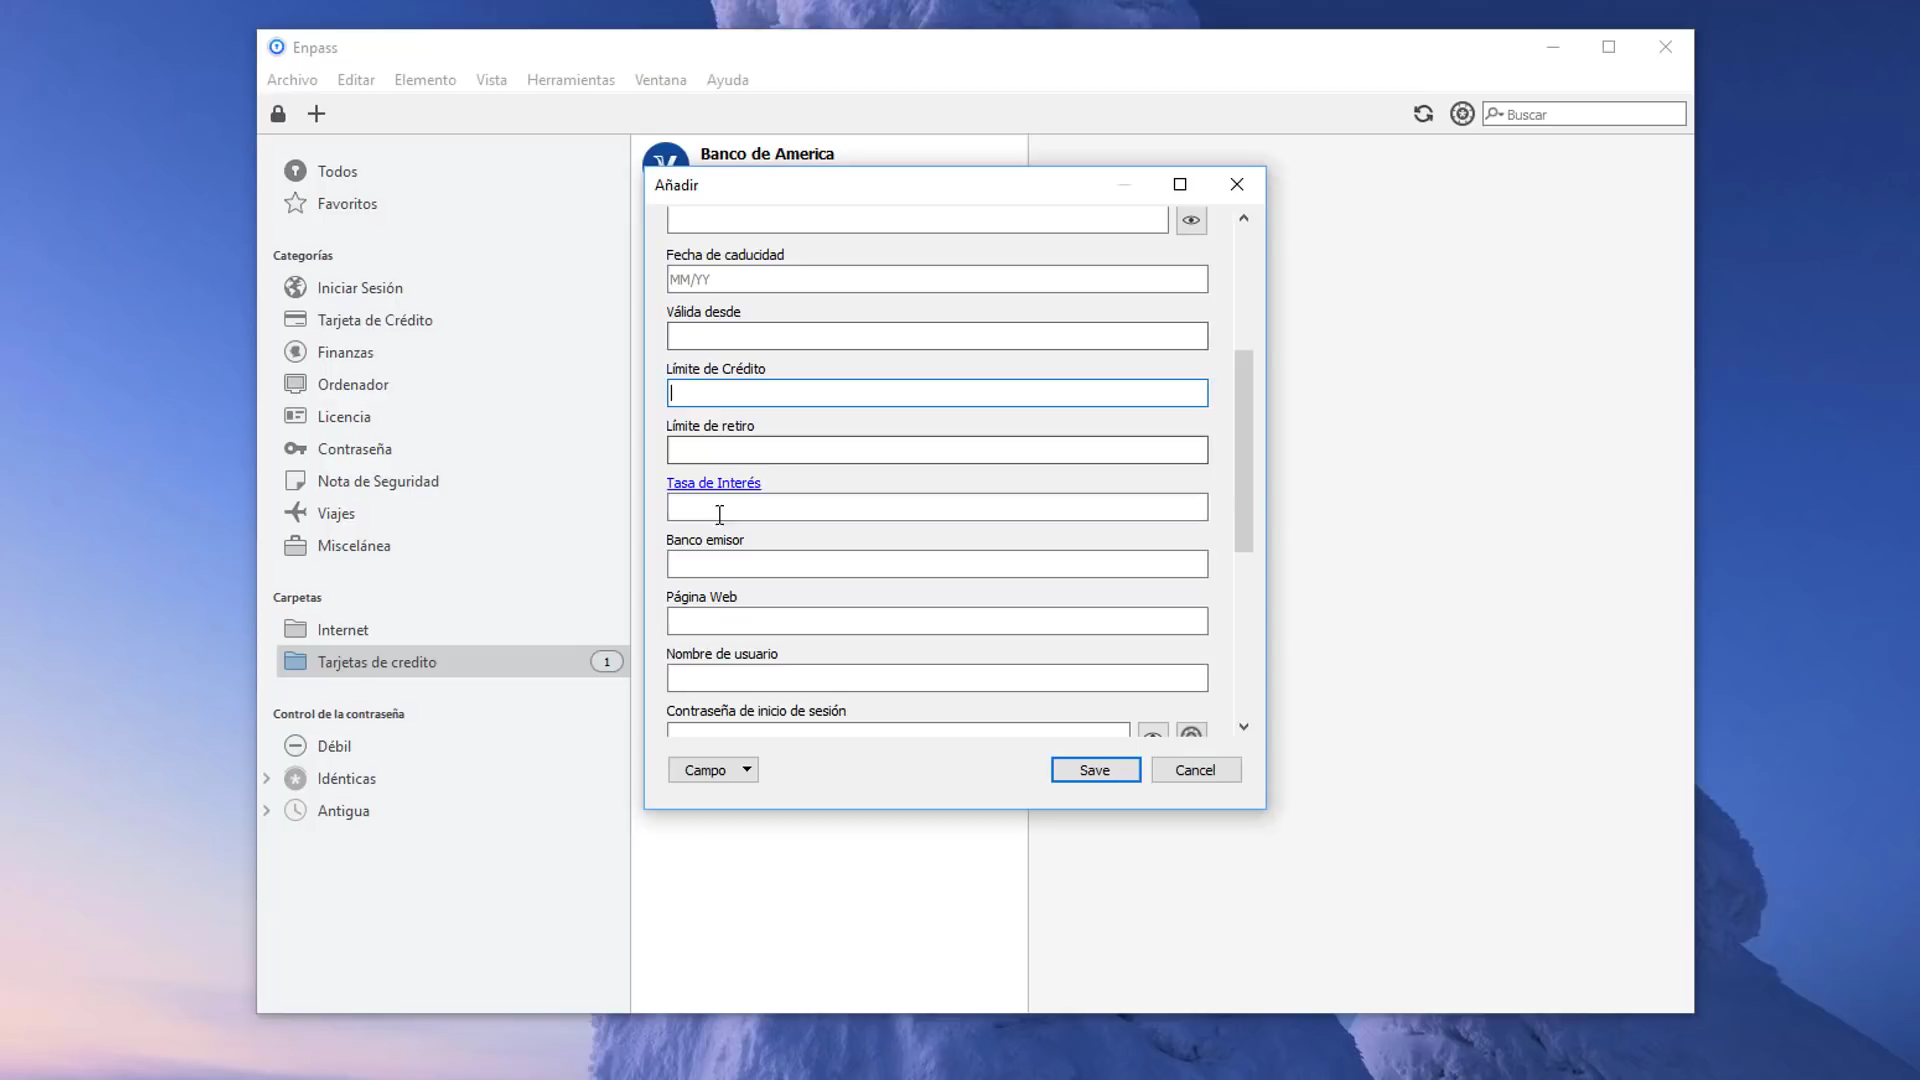 Enpass
Archivo Editar Elemento Vista Herramientas Ventana Ayuda
Buscar
Todos
Favoritos
Categorías
Iniciar Sesión
Tarjeta de Crédito
Finanzas
Ordenador
Licencia
Contraseña
Nota de Seguridad
Viajes
Miscelánea
Carpetas
Internet
Tarjetas de credito 1
Control de la contraseña
Débil
Idénticas
Antigua
Banco de America
Añadir
Fecha de caducidad
MM/YY
Válida desde
Límite de Crédito
Límite de retiro
Tasa de Interés
Banco emisor
Página Web
Nombre de usuario
Contraseña de inicio de sesión
Campo Save Cancel